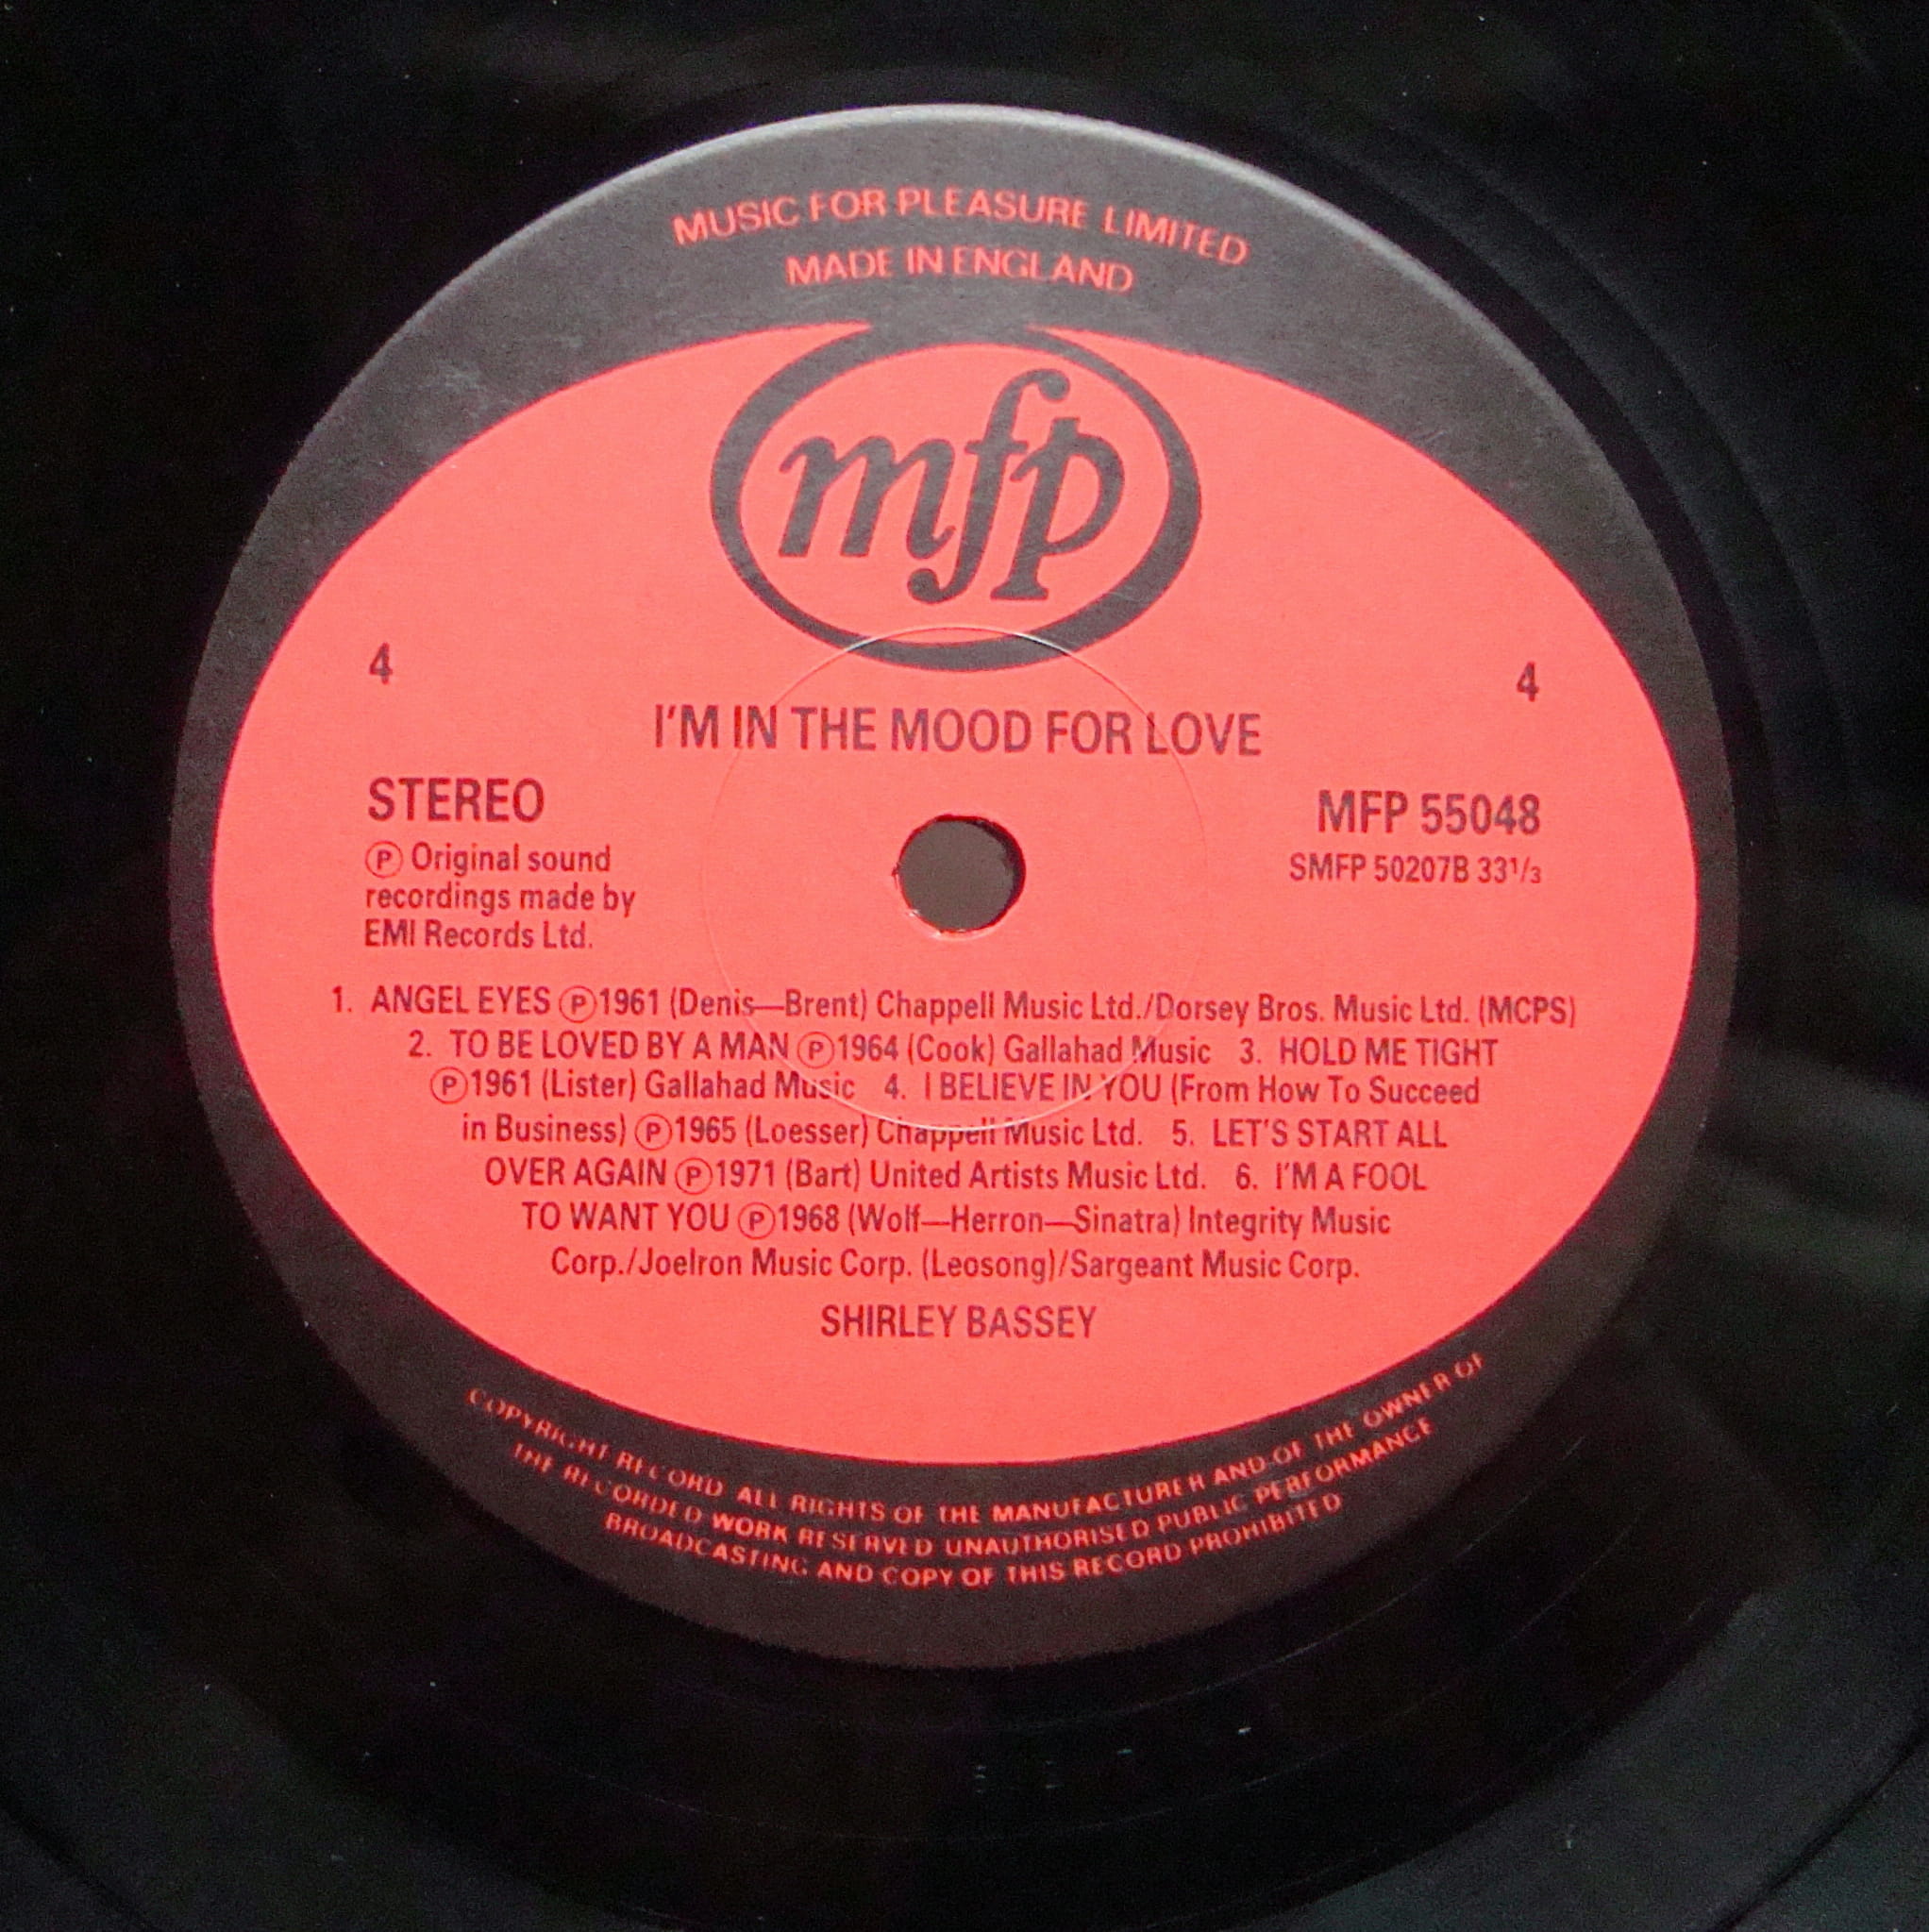 MUSIC FOR PLEASURE LIMITED
MADE IN ENGLAND
mfp
4
4
I'M IN THE MOOD FOR LOVE
STEREO
MFP 55048
Ⓟ Original sound
SMFP 50207B 33⅓
recordings made by
EMI Records Ltd.
1. ANGEL EYES Ⓟ1961 (Denis—Brent) Chappell Music Ltd./Dorsey Bros. Music Ltd. (MCPS)
2. TO BE LOVED BY A MAN Ⓟ1964 (Cook) Gallahad Music 3. HOLD ME TIGHT
Ⓟ1961 (Lister) Gallahad Music 4. I BELIEVE IN YOU (From How To Succeed
in Business) Ⓟ1965 (Loesser) Chappell Music Ltd. 5. LET'S START ALL
OVER AGAIN Ⓟ1971 (Bart) United Artists Music Ltd. 6. I'M A FOOL
TO WANT YOU Ⓟ1968 (Wolf—Herron—Sinatra) Integrity Music
Corp./Joelron Music Corp. (Leosong)/Sargeant Music Corp.
SHIRLEY BASSEY
COPYRIGHT RECORD ALL RIGHTS OF THE MANUFACTURER AND OF THE OWNER OF
THE RECORDED WORK RESERVED UNAUTHORISED PUBLIC PERFORMANCE
BROADCASTING AND COPY OF THIS RECORD PROHIBITED